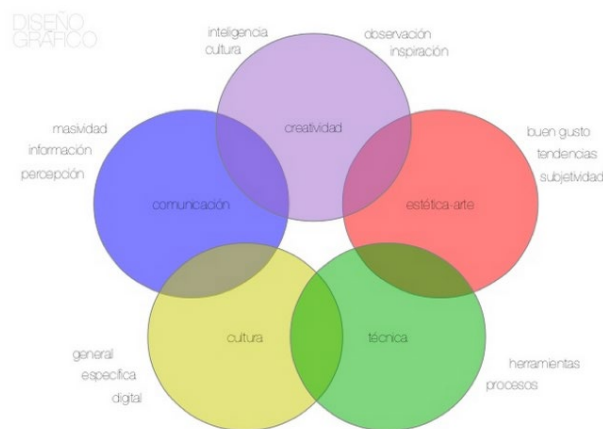 DISEÑO
GRÁFICO
inteligencia
cultura
observación
inspiración
creatividad
masividad
información
percepción
comunicación
buen gusto
tendencias
subjetividad
estética-arte
general
específica
digital
cultura
técnica
herramientas
procesos